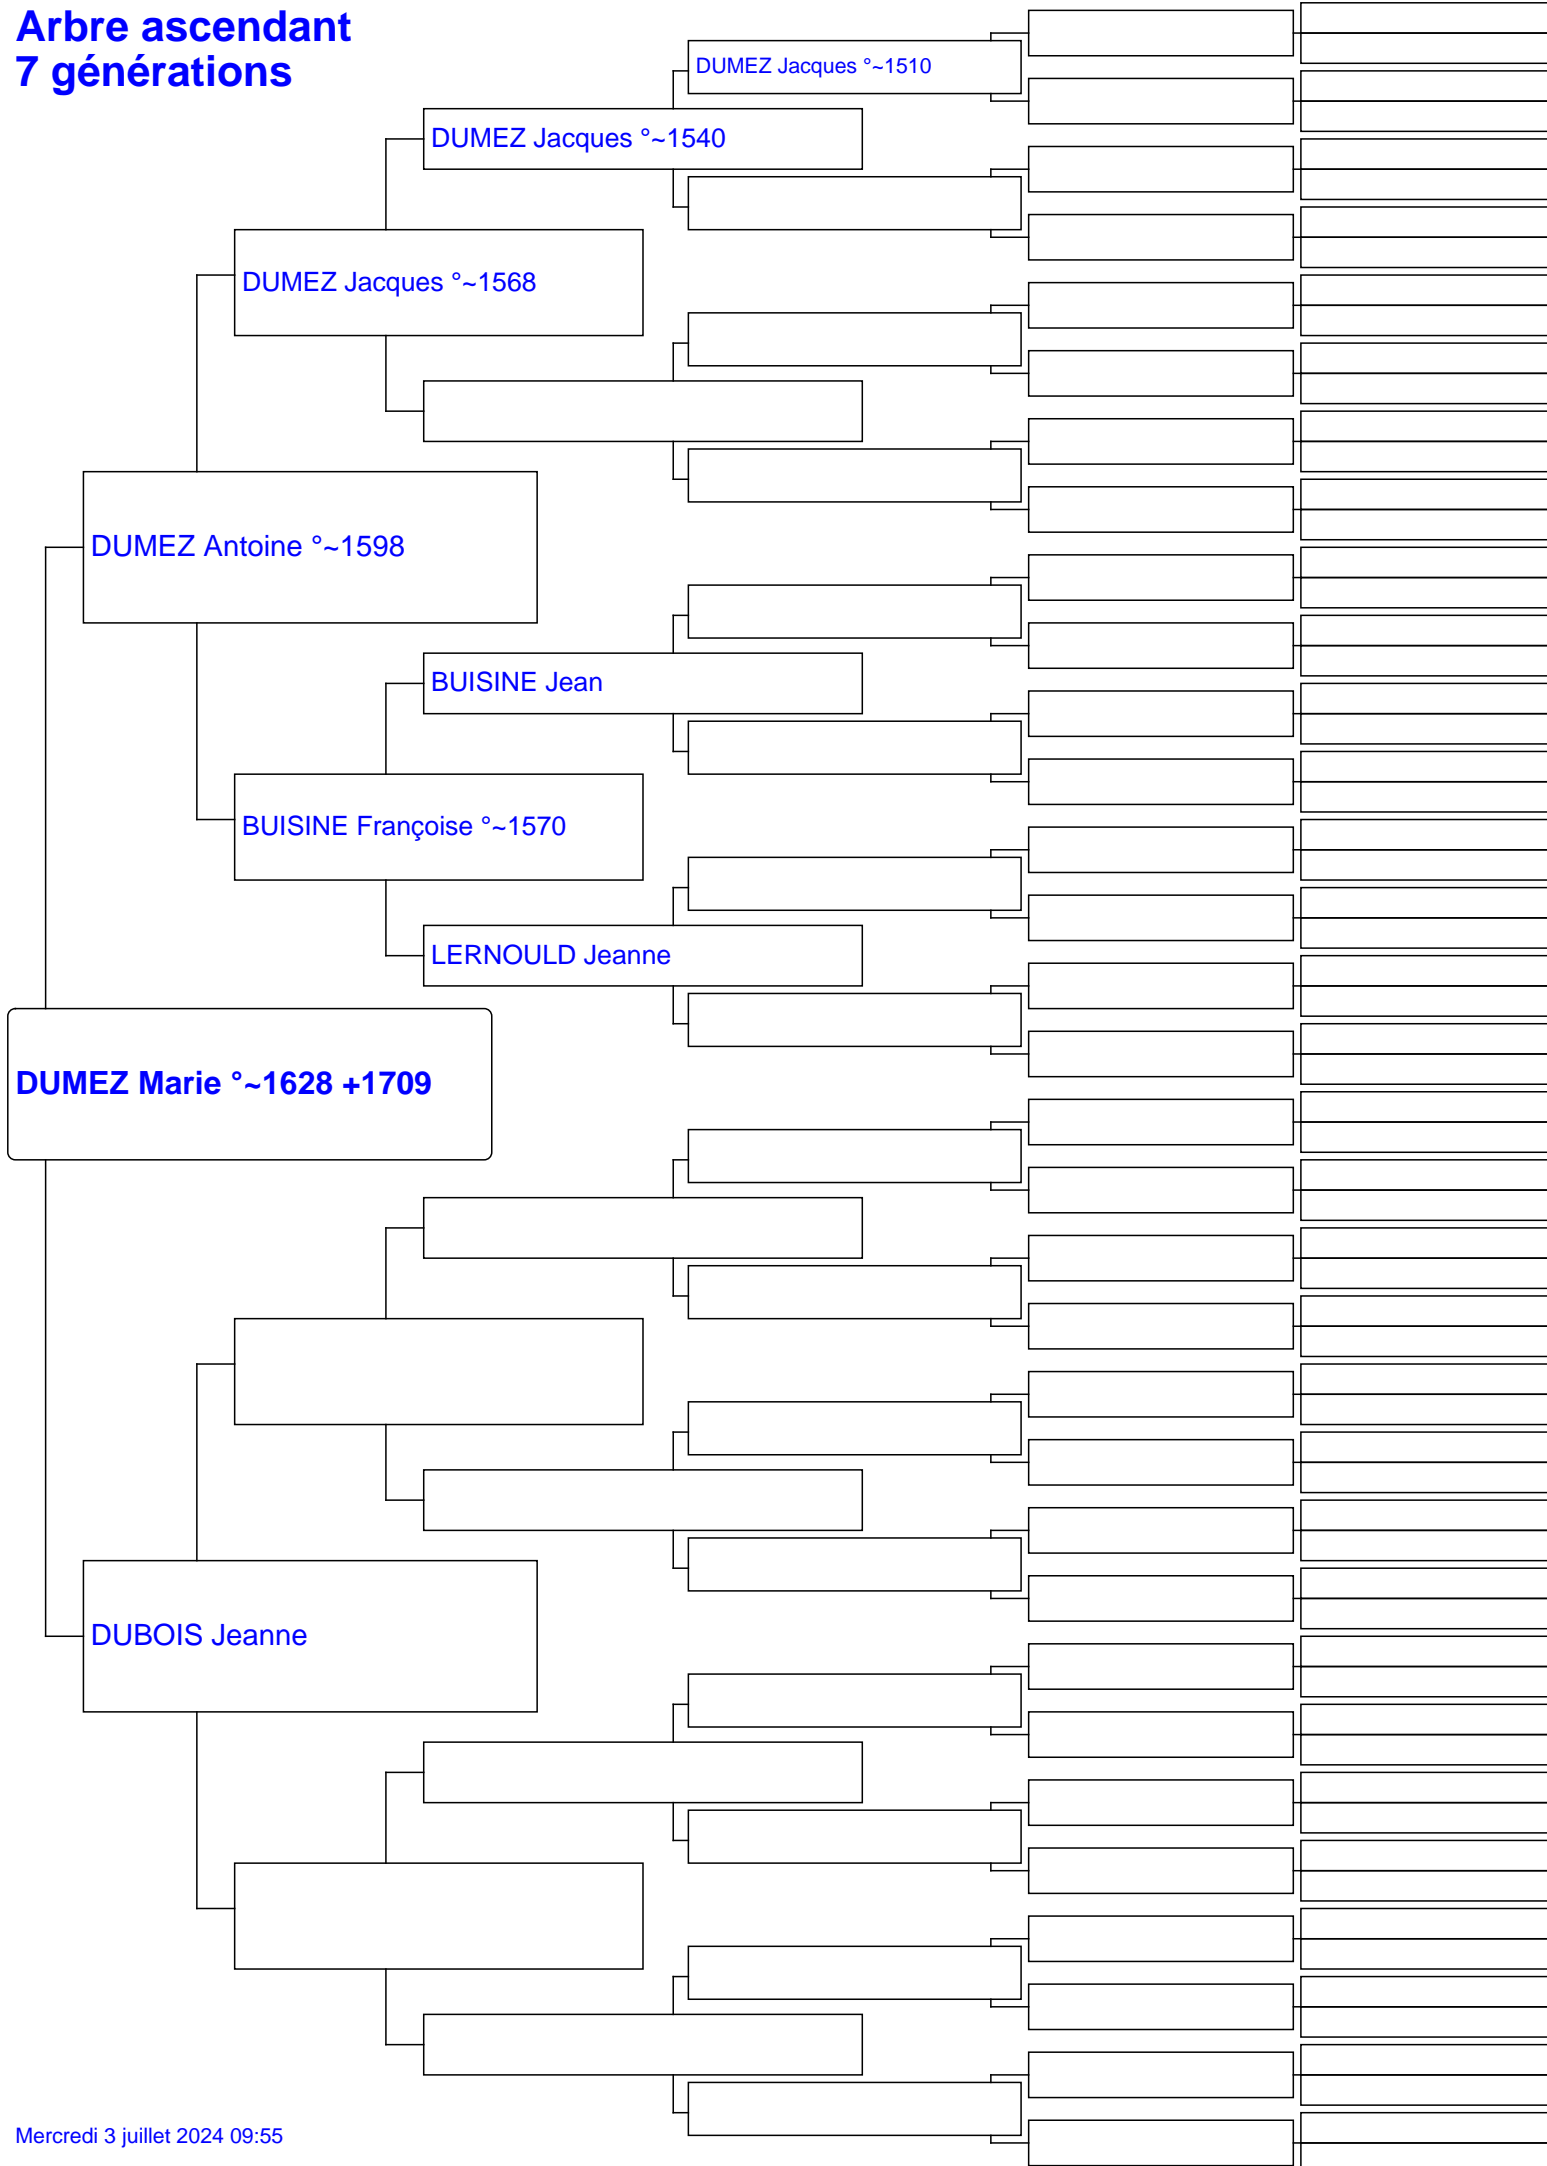 Arbre ascendant
7 générations
DUMEZ Jacques °~1510
DUMEZ Jacques °~1540
DUMEZ Jacques °~1568
DUMEZ Antoine °~1598
BUISINE Jean
BUISINE Françoise °~1570
LERNOULD Jeanne
DUMEZ Marie °~1628 +1709
DUBOIS Jeanne
Mercredi 3 juillet 2024 09:55